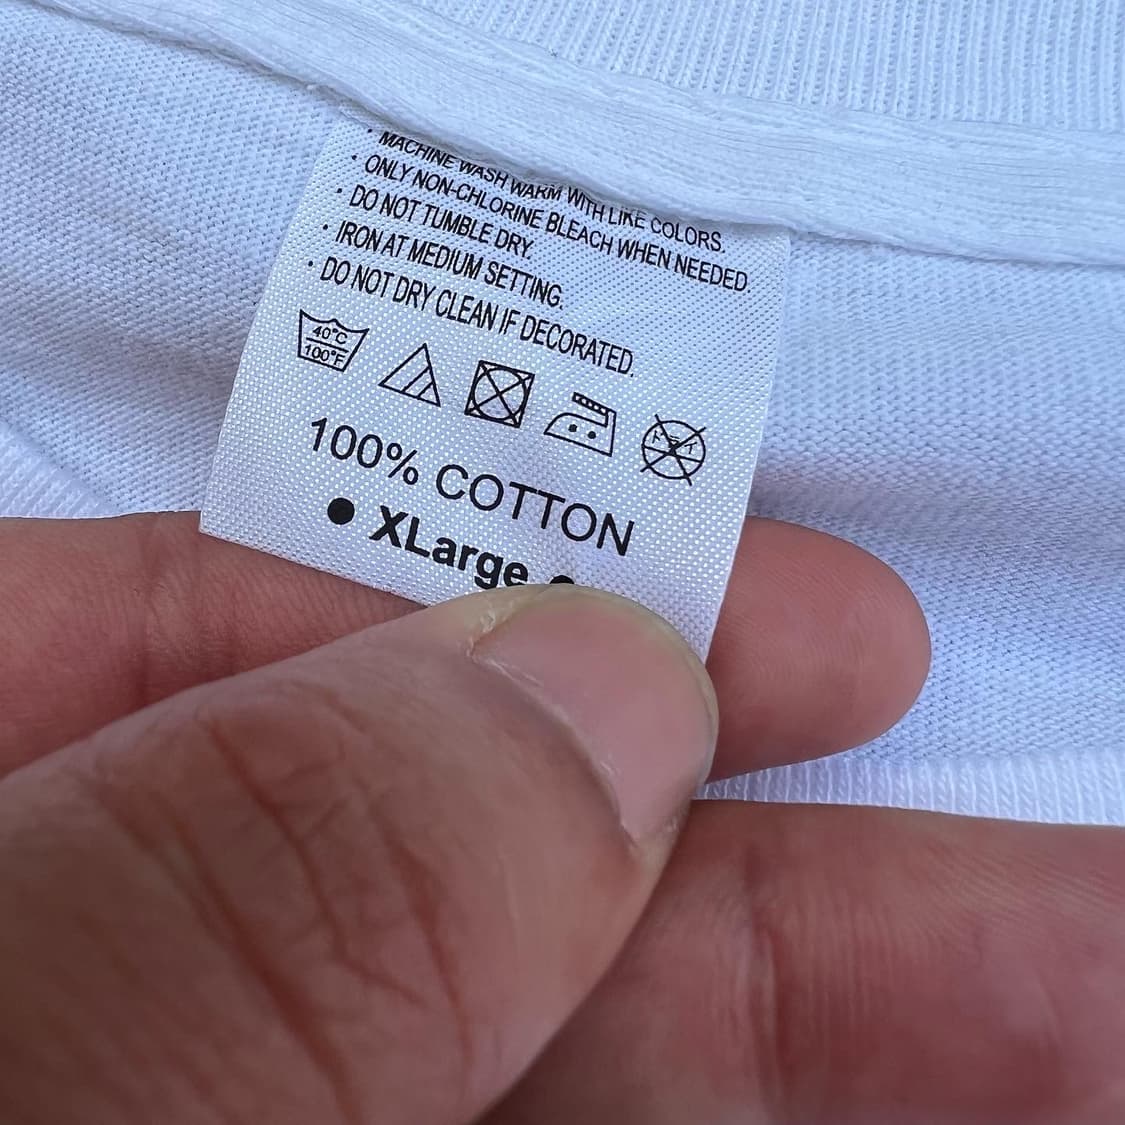 · MACHINE WASH WARM WITH LIKE COLORS.
· ONLY NON-CHLORINE BLEACH WHEN NEEDED.
· DO NOT TUMBLE DRY.
· IRON AT MEDIUM SETTING.
· DO NOT DRY CLEAN IF DECORATED.
40°C
100°F
100% COTTON
● XLarge ●